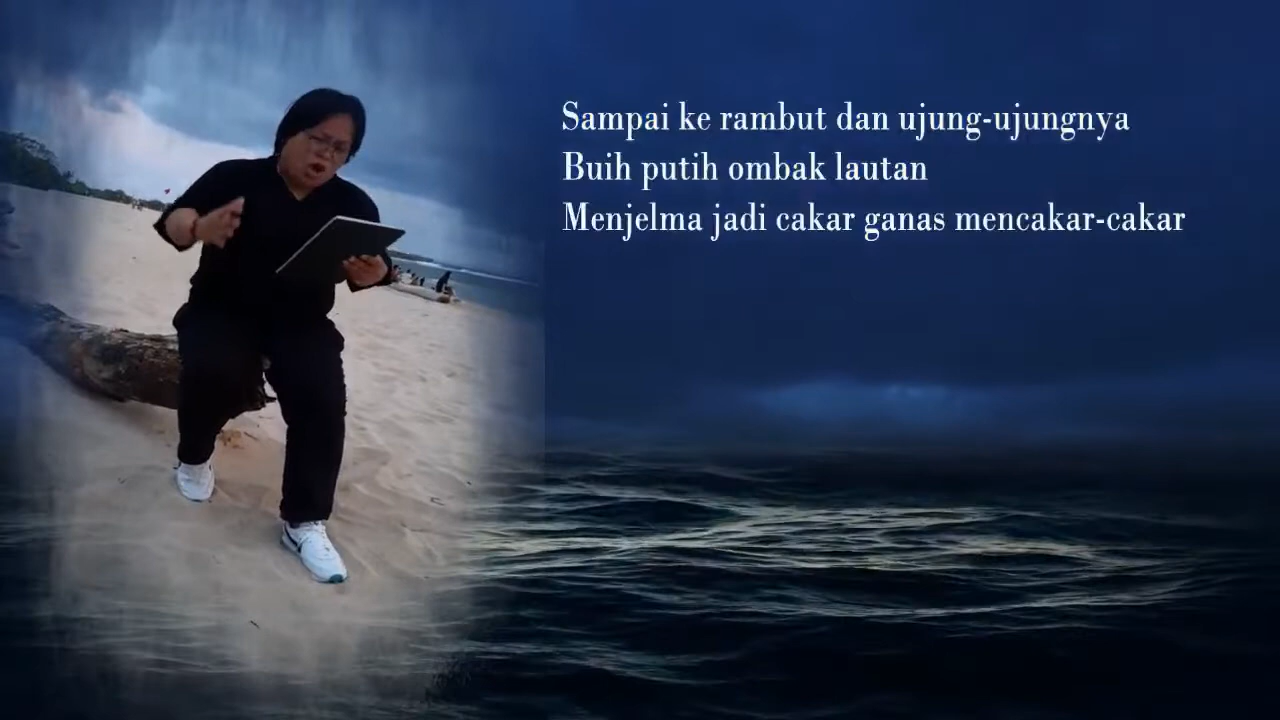 Sampai ke rambut dan ujung-ujungnya
Buih putih ombak lautan
Menjelma jadi cakar ganas mencakar-cakar